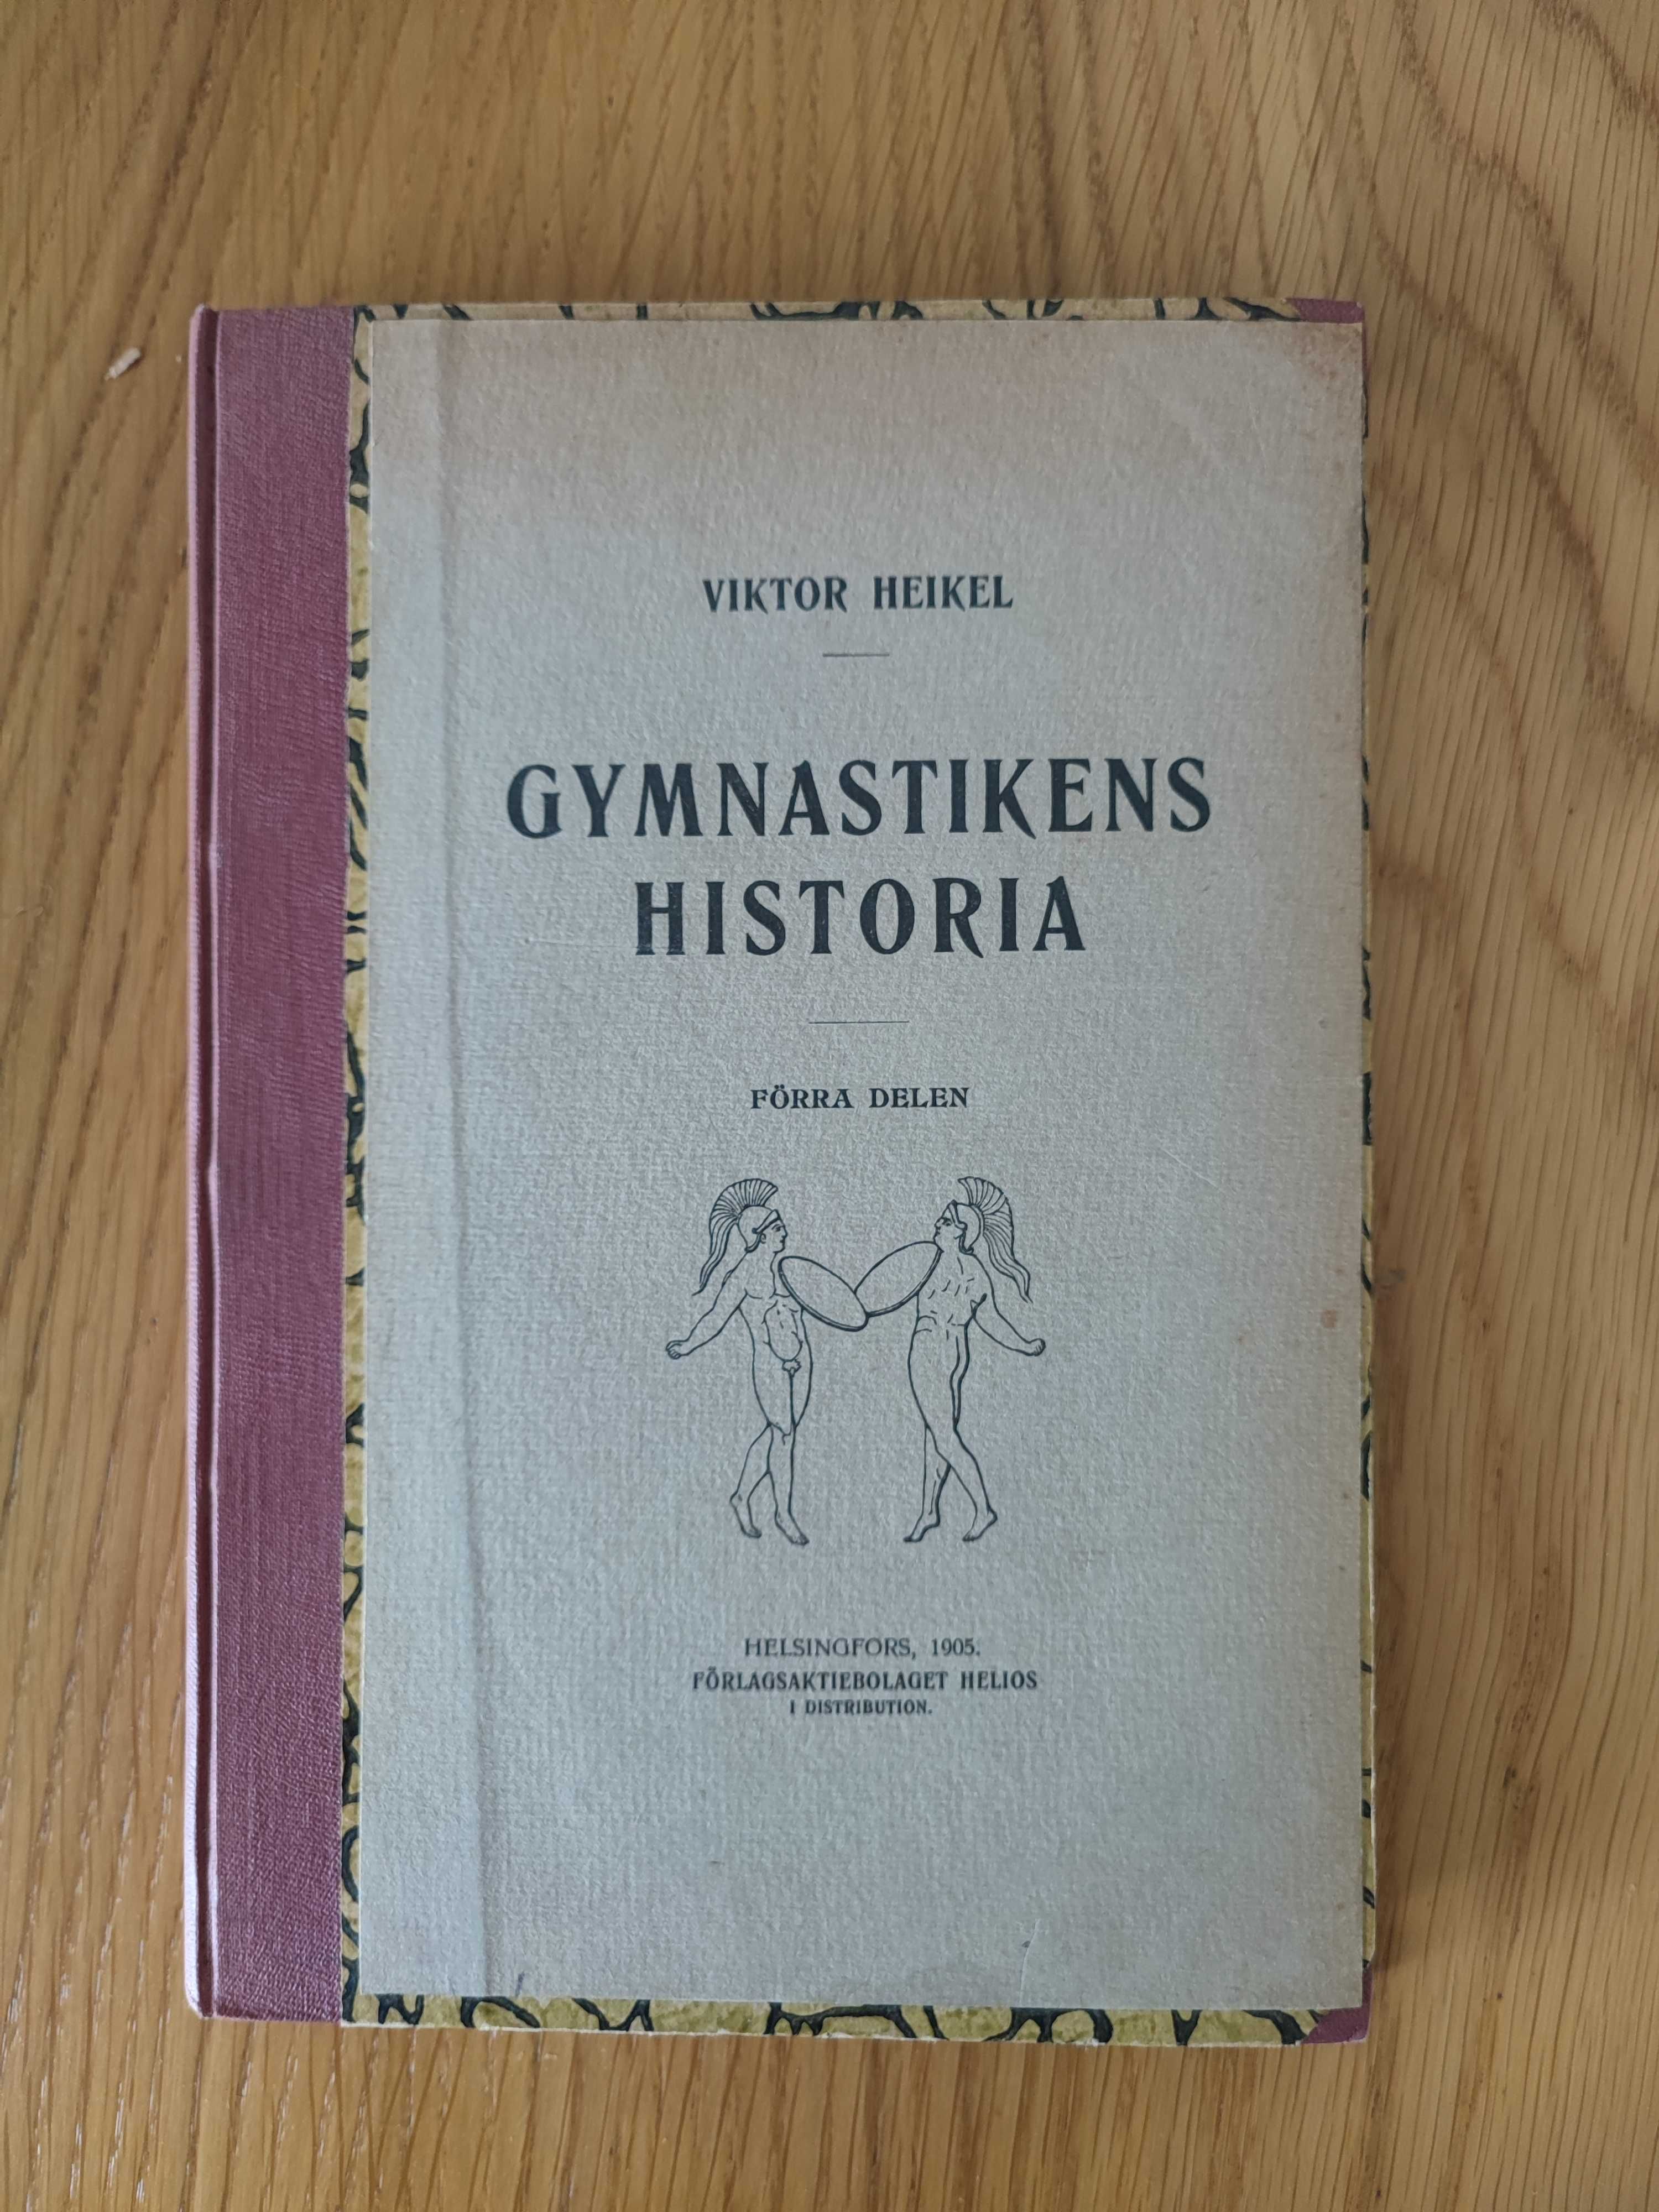 VIKTOR HEIKEL
GYMNASTIKENS
HISTORIA
FÖRRA DELEN
HELSINGFORS, 1905.
FÖRLAGSAKTIEBOLAGET HELIOS
I DISTRIBUTION.